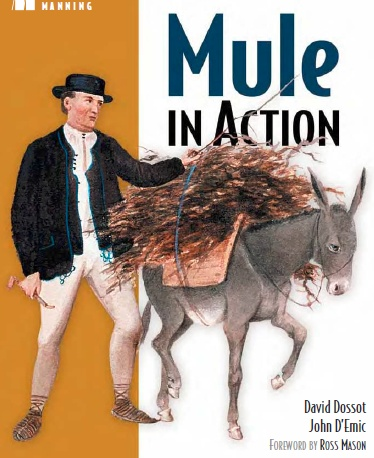 MANNING
Mule
IN ACTION
David Dossot
John D'Emic
FOREWORD BY ROSS MASON